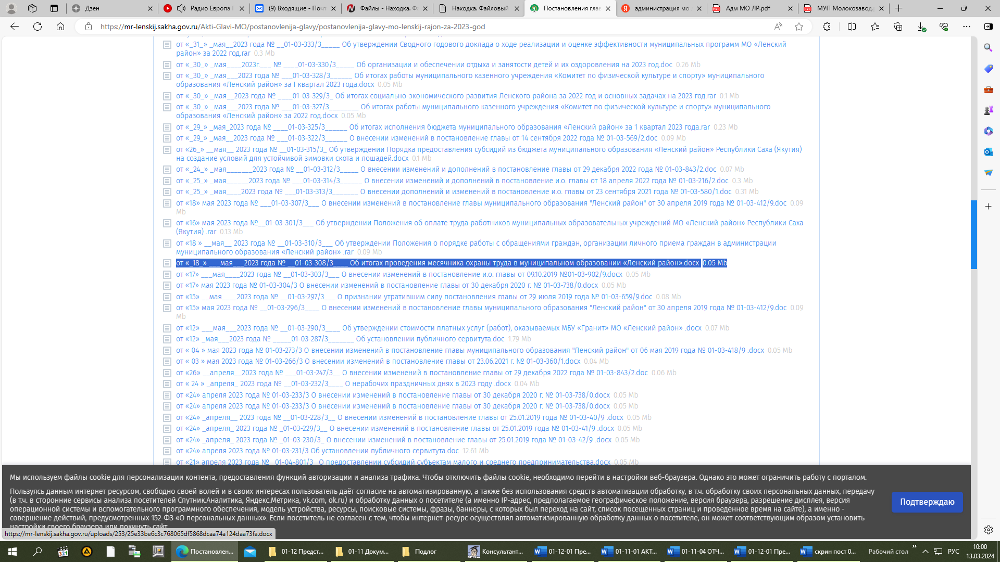 Дзен
Радио Европа Г
(9) Входящие - Почт
Файлы - Находка. Ф
Находка. Файловый
Постановления глав
администрация мо
Адм МО ЛР.pdf
МУП Молокозавод.
https://mr-lenskij.sakha.gov.ru/Akti-Glavi-MO/postanovlenija-glavy/postanovlenija-glavy-mo-lenskij-rajon-za-2023-god
от «_31_» _мая__2023 года № __01-03-333/3_____ Об утверждении Сводного годового доклада о ходе реализации и оценке эффективности муниципальных программ МО «Ленский
район» за 2022 год.rar 0.3 Mb
от «_30_» _мая____2023г.___ № ____01-03-330/3_____ Об организации и обеспечении отдыха и занятости детей и их оздоровления на 2023 год.doc 0.26 Mb
от «_30_» _мая___2023 года № ___01-03-328/3______ Об итогах работы муниципального казенного учреждения «Комитет по физической культуре и спорту» муниципального
образования «Ленский район» за I квартал 2023 года.docx 0.05 Mb
от «_30_» _мая__2023 года № ____01-03-329/3_ Об итогах социально-экономического развития Ленского района за 2022 год и основных задачах на 2023 год.rar 0.1 Mb
от «_30_» _мая___2023 года № ___01-03-327/3________ Об итогах работы муниципального казенного учреждения «Комитет по физической культуре и спорту» муниципального
образования «Ленский район» за 2022 год.docx 0.05 Mb
от «_29_» _мая_2023 года № ____01-03-325/3______ Об итогах исполнения бюджета муниципального образования «Ленский район» за 1 квартал 2023 года.rar 0.23 Mb
от «_29_» _мая__2023 года № ___01-03-322/3______ О внесении изменений в постановление главы от 14 сентября 2022 года № 01-03-569/2.doc 0.09 Mb
от «26_» __мая__ 2023 года № __01-03-315/3_ Об утверждении Порядка предоставления субсидий из бюджета муниципального образования «Ленский район» Республики Саха (Якутия)
на создание условий для устойчивой зимовки скота и лошадей.docx 0.1 Mb
от «_24_» _мая_______2023 года № __01-03-312/3_____ О внесении изменений и дополнений в постановление главы от 29 декабря 2022 года № 01-03-843/2.doc 0.07 Mb
от «_25_» _мая______2023 года № ___01-03-314/3______ О внесении изменений и дополнений в постановление и.о. главы от 18 апреля 2022 года № 01-03-216/2.doc 0.3 Mb
от «_25_» _мая____2023 года № ___01-03-313/3_______ О внесении дополнений и изменений в постановление и.о. главы от 23 сентября 2021 года № 01-03-580/1.doc 0.31 Mb
от «18» мая 2023 года № ___01-03-307/3___ О внесении изменений в постановление главы муниципального образования "Ленский район" от 30 апреля 2019 года № 01-03-412/9.doc 0.09
Mb
от «16» мая 2023 года №__01-03-301/3___ Об утверждении Положения об оплате труда работников муниципальных образовательных учреждений МО «Ленский район» Республики Саха
(Якутия) .rar 0.13 Mb
от «18 » __мая__ 2023 года № __01-03-310/3___ Об утверждении Положения о порядке работы с обращениями граждан, организации личного приема граждан в администрации
муниципального образования «Ленский район» .rar 0.09 Mb
от «_18_» ___мая___2023 года № __01-03-308/3____ Об итогах проведения месячника охраны труда в муниципальном образовании «Ленский район».docx 0.05 Mb
от «17» ___мая____2023 года № __01-03-303/3___ О внесении изменений в постановление и.о. главы от 09.10.2019 №01-03-902/9.docx 0.05 Mb
от «17» мая 2023 года № 01-03-304/3 О внесении изменений в постановление главы от 30 декабря 2020 г. № 01-03-738/0.docx 0.05 Mb
от «15» __мая____2023 года № __01-03-297/3___ О признании утратившим силу постановления главы от 29 июля 2019 года № 01-03-659/9.doc 0.08 Mb
от «15» мая 2023 года № __01-03-296/3____ О внесении изменений в постановление главы муниципального образования "Ленский район" от 30 апреля 2019 года № 01-03-412/9.doc 0.09
Mb
от «12» ___мая___2023 года № __01-03-290/3____ Об утверждении стоимости платных услуг (работ), оказываемых МБУ «Гранит» МО «Ленский район» .docx 0.07 Mb
от «12» _мая___2023 года № _____01-03-287/3_______ Об установлении публичного сервитута.doc 1.79 Mb
от « 04 » мая 2023 года № 01-03-273/3 О внесении изменений в постановление главы муниципального образования "Ленский район" от 06 мая 2019 года № 01-03-418/9 .docx 0.05 Mb
от « 03 » мая 2023 года № 01-03-266/3 О внесении изменений в постановление главы от 23.06.2021 г. № 01-03-360/1.docx 0.04 Mb
от «26» __апреля__2023 года № ___01-03-247/3__ О внесении изменений в постановление главы от 29 декабря 2022 года № 01-03-843/2.doc 0.06 Mb
от « 24 » _апреля_ 2023 года № __01-03-232/3____ О нерабочих праздничных днях в 2023 году .docx 0.04 Mb
от «24» апреля 2023 года № 01-03-233/3 О внесении изменений в постановление главы от 30 декабря 2020 г. № 01-03-738/0.docx 0.05 Mb
от «24» апреля 2023 года № 01-03-233/3 О внесении изменений в постановление главы от 30 декабря 2020 г. № 01-03-738/0.docx 0.05 Mb
от «24» _апреля__ 2023 года № __01-03-228/3__ О внесении изменений в постановление главы от 25.01.2019 года № 01-03-40/9 .docx 0.05 Mb
от «24» _апреля_ 2023 года № _01-03-229/3__ О внесении изменений в постановление главы от 25.01.2019 года № 01-03-41/9 .docx 0.05 Mb
от «24» _апреля_ 2023 года № _01-03-230/3_ О внесении изменений в постановление главы от 25.01.2019 года № 01-03-42/9 .docx 0.05 Mb
от «24» апреля 2023 года № 01-03-231/3 Об установлении публичного сервитута.doc 12.61 Mb
от «21» апреля 2023 года № _01-04-801/3_ О предоставлении субсидий субъектам малого и среднего предпринимательства.docx 0.05 Mb
Мы используем файлы cookie для персонализации контента, предоставления функций авторизации и анализа трафика. Чтобы отключить файлы cookie, необходимо перейти в настройки веб-браузера. Однако это может ограничить работу с порталом.
Пользуясь данным интернет ресурсом, свободно своей волей и в своих интересах пользователь даёт согласие на автоматизированную, а также без использования средств автоматизации обработку, в т.ч. обработку своих персональных данных, передачу
(в т.ч. в сторонние сервисы анализа посетителей Спутник.Аналитика, Яндекс.Метрика, vk.com, ok.ru) и обработку данных о посетителе (а именно IP-адрес, предполагаемое географическое положение, версия браузера, разрешение дисплея, версия
операционной системы и вспомогательного программного обеспечения, модель устройства, ресурсы, поисковые системы, фразы, баннеры, с которых был переход на сайт, список посещённых страниц и проведённое время на сайте), а именно -
совершение действий, предусмотренных 152-ФЗ «О персональных данных». Если посетитель не согласен с тем, чтобы интернет-ресурс осуществлял автоматизированную обработку данных о посетителе, он может соответствующим образом установить
настройки своего браузера или покинуть сайт.
Подтверждаю
https://mr-lenskij.sakha.gov.ru/uploads/253/25e33be6c3c768065df5868dcaa74a124daa73fa.docx
Постановлен...
01-12 Предст...
01-11 Докум...
Подлог
Консультант...
01-12-01 Пре...
01-11-01 АКТ...
01-11-04 ОТЧ...
01-12-01 Пре...
скрин пост 0...
Рабочий стол
РУС
10:00
13.03.2024